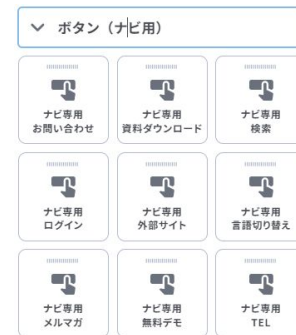 ボタン（ナビ用）
ナビ専用
お問い合わせ
ナビ専用
資料ダウンロード
ナビ専用
検索
ナビ専用
ログイン
ナビ専用
外部サイト
ナビ専用
言語切り替え
ナビ専用
メルマガ
ナビ専用
無料デモ
ナビ専用
TEL